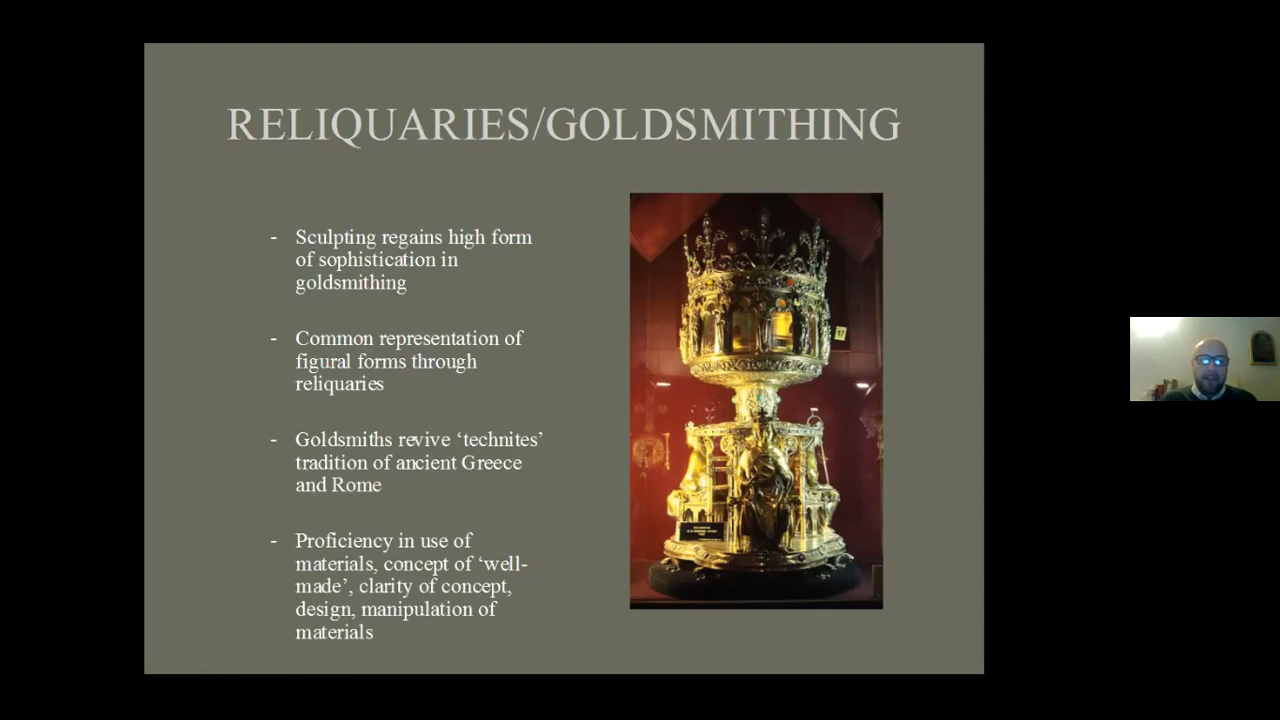 RELIQUARIES/GOLDSMITHING
- Sculpting regains high form
of sophistication in
goldsmithing
- Common representation of
figural forms through
reliquaries
- Goldsmiths revive ‘technites’
tradition of ancient Greece
and Rome
- Proficiency in use of
materials, concept of ‘well-
made’, clarity of concept,
design, manipulation of
materials